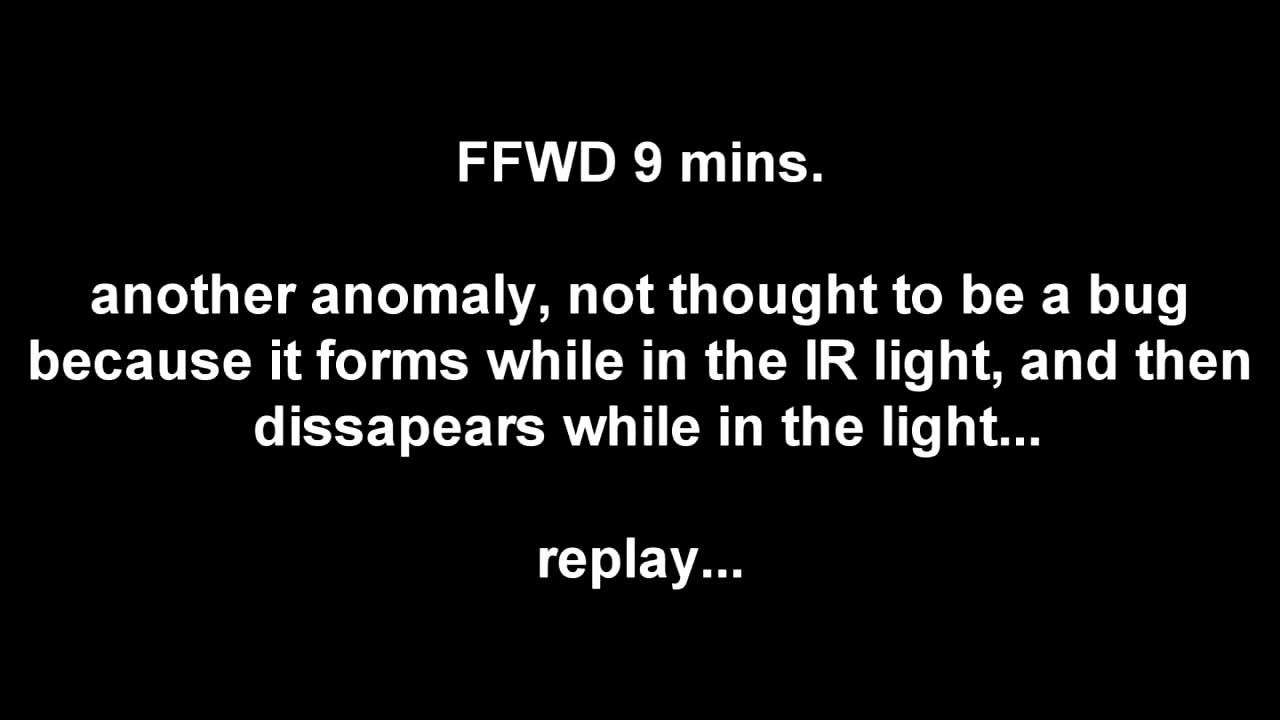 FFWD 9 mins.
another anomaly, not thought to be a bug
because it forms while in the IR light, and then
dissapears while in the light...
replay...